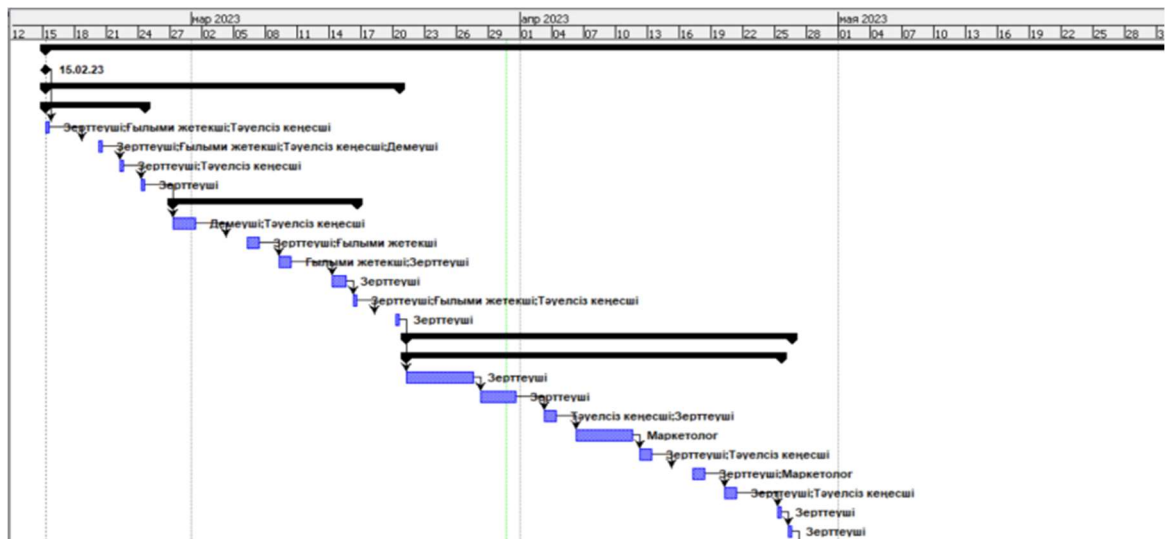 мар 2023 апр 2023 мая 2023
12 15 18 21 24 27 02 05 08 11 14 17 20 23 26 29 01 04 07 10 13 16 19 22 25 28 01 04 07 10 13 16 19 22 25 28 3
15.02.23
Зерттеуші;Ғылыми жетекші;Тәуелсіз кеңесші
Зерттеуші;Ғылыми жетекші;Тәуелсіз кеңесші;Демеуші
Зерттеуші;Тәуелсіз кеңесші
Зерттеуші
Демеуші;Тәуелсіз кеңесші
Зерттеуші;Ғылыми жетекші
Ғылыми жетекші;Зерттеуші
Зерттеуші
Зерттеуші;Ғылыми жетекші;Тәуелсіз кеңесші
Зерттеуші
Зерттеуші
Зерттеуші
Тәуелсіз кеңесші;Зерттеуші
Маркетолог
Зерттеуші;Тәуелсіз кеңесші
Зерттеуші;Маркетолог
Зерттеуші;Тәуелсіз кеңесші
Зерттеуші
Зерттеуші